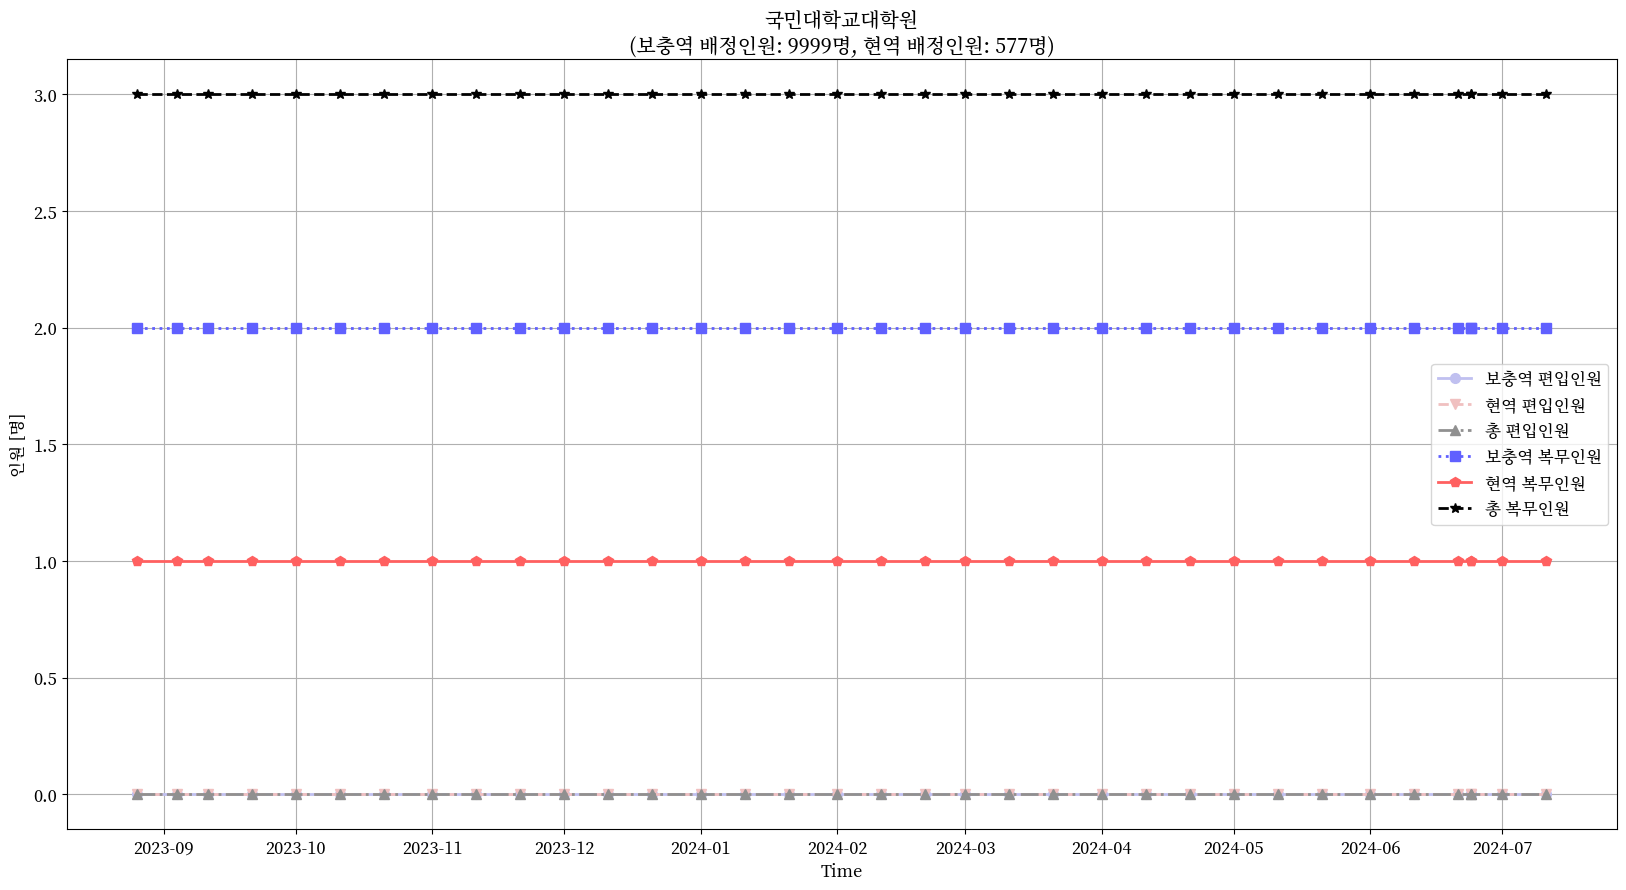 국민대학교대학원
(보충역 배정인원: 9999명, 현역 배정인원: 577명)
3.0
2.5
2.0
1.5
1.0
0.5
0.0
인원 [명]
보충역 편입인원
현역 편입인원
총 편입인원
보충역 복무인원
현역 복무인원
총 복무인원
2023-09 2023-10 2023-11 2023-12 2024-01 2024-02 2024-03 2024-04 2024-05 2024-06 2024-07
Time